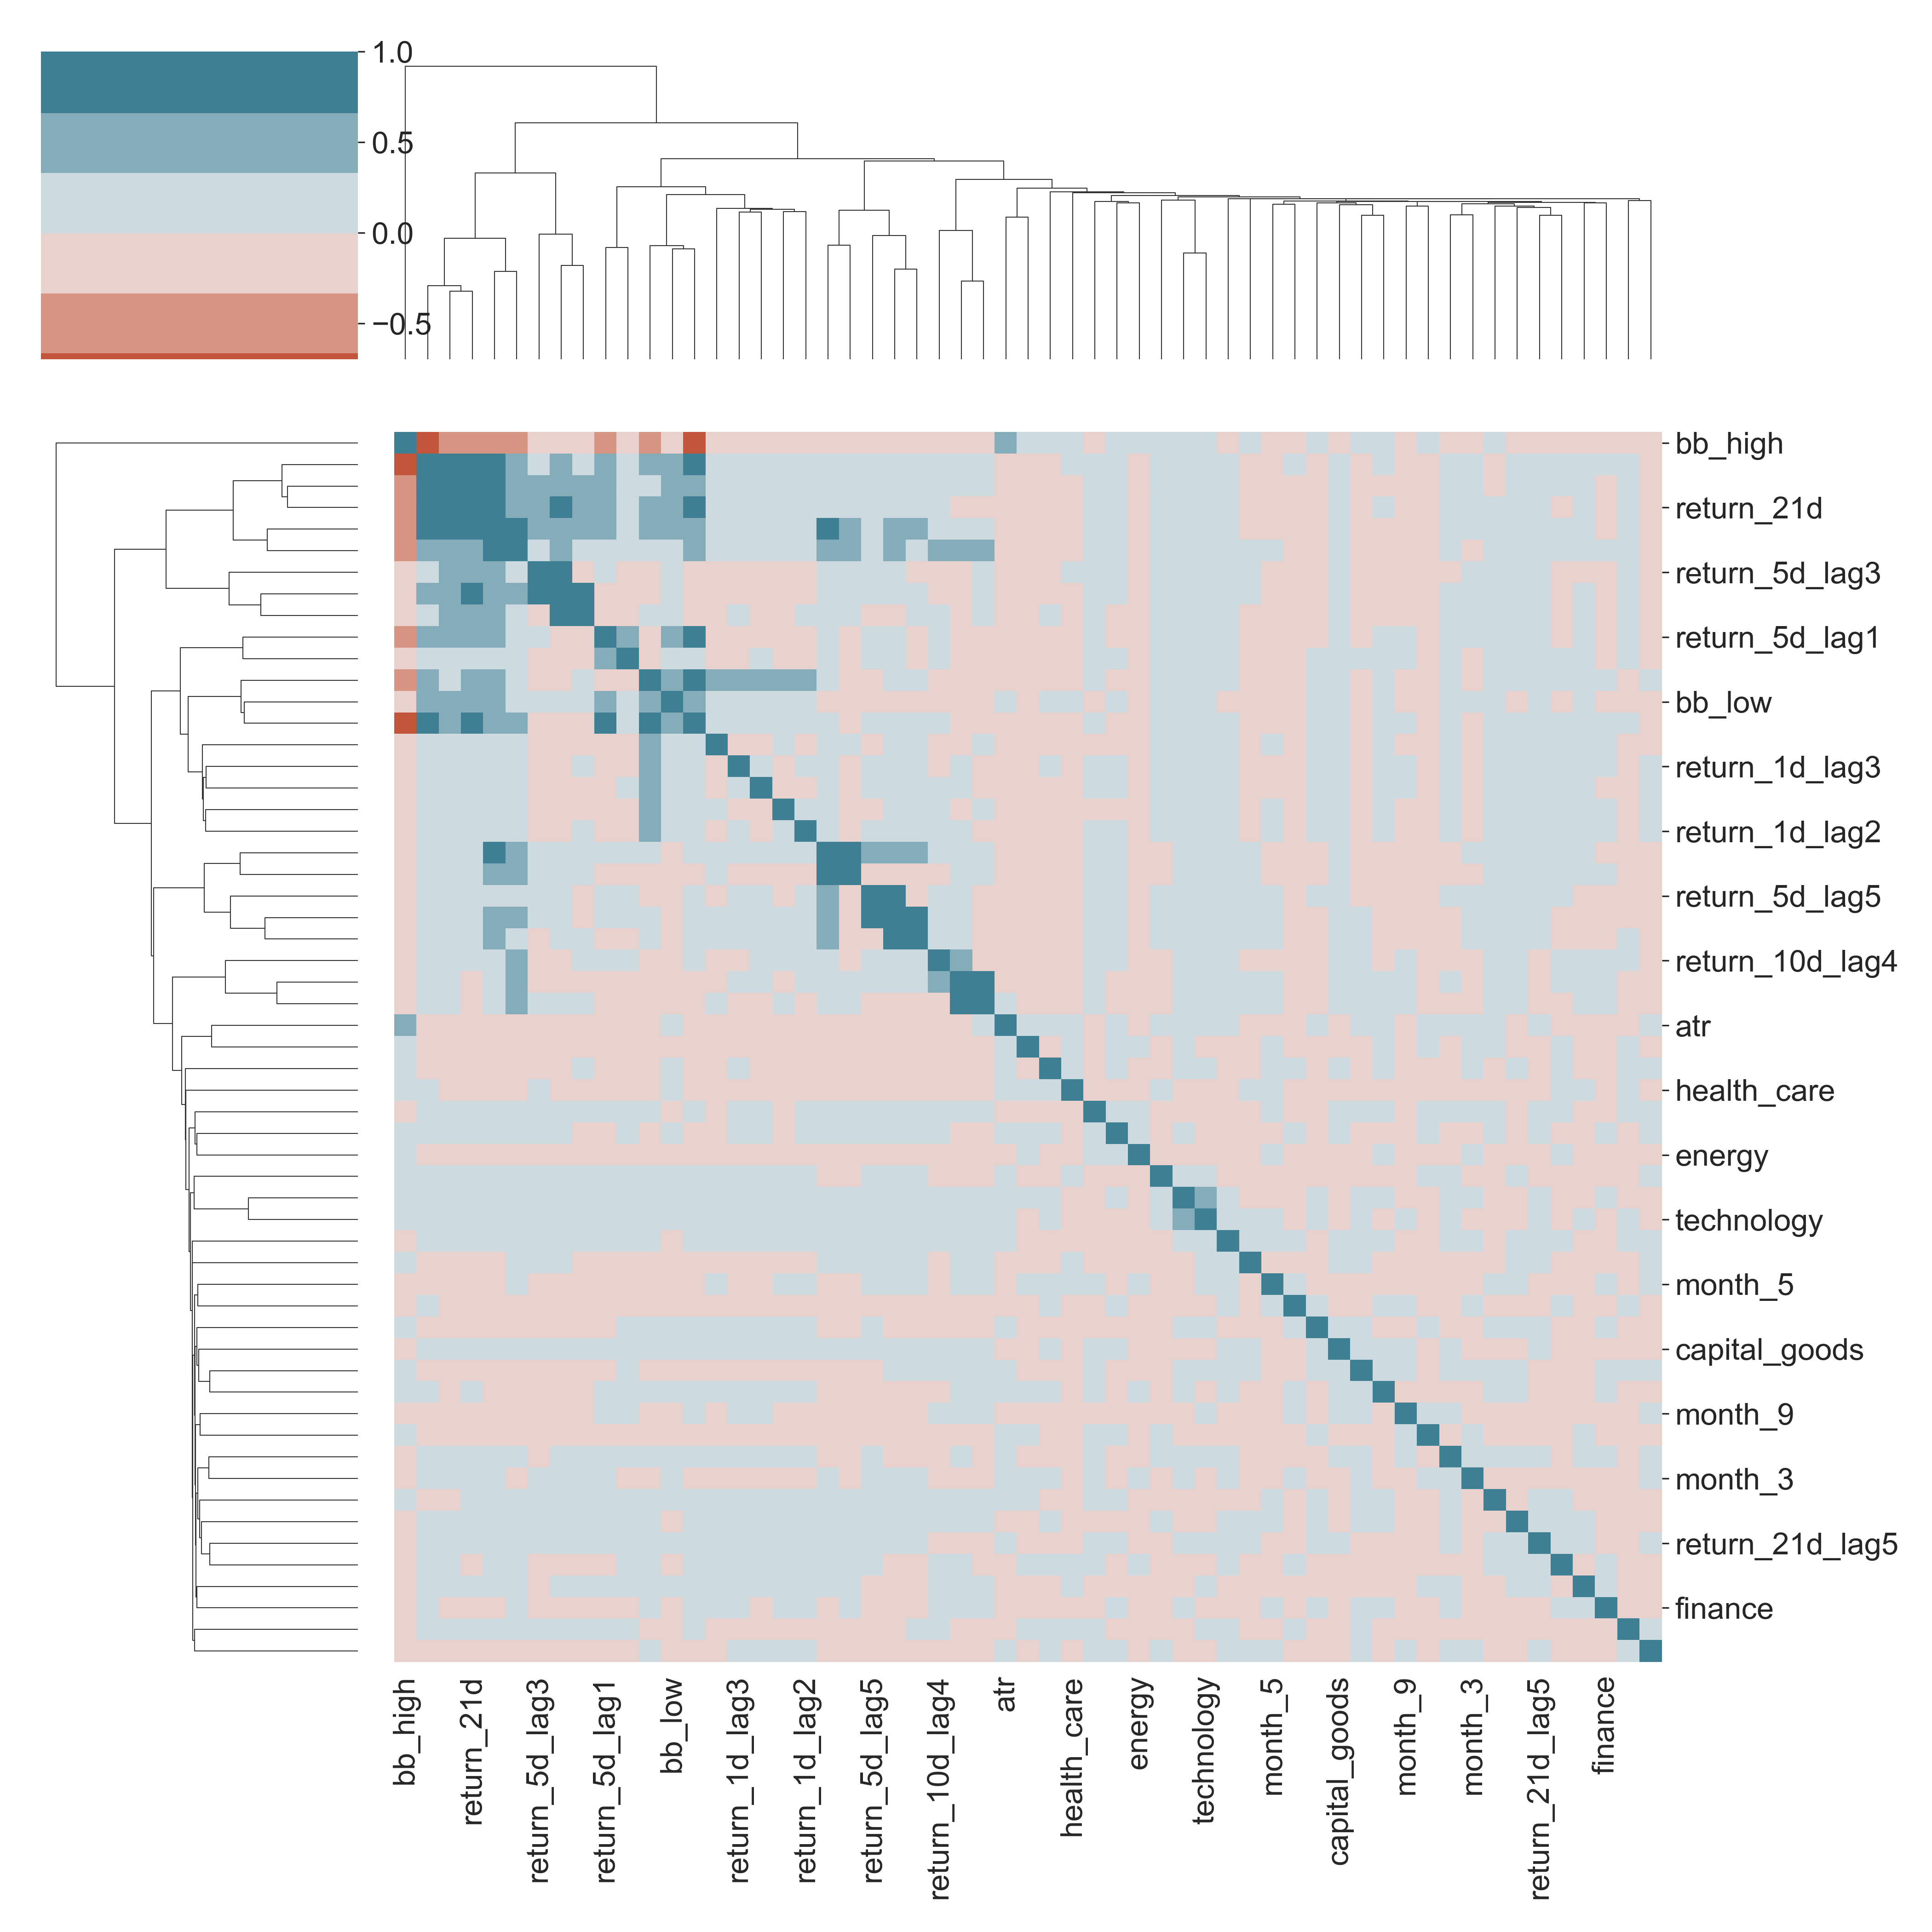 1.0
0.5
0.0
−0.5
bb_high
return_21d
return_5d_lag3
return_5d_lag1
bb_low
return_1d_lag3
return_1d_lag2
return_5d_lag5
return_10d_lag4
atr
health_care
energy
technology
month_5
capital_goods
month_9
month_3
return_21d_lag5
finance
bb_high
return_21d
return_5d_lag3
return_5d_lag1
bb_low
return_1d_lag3
return_1d_lag2
return_5d_lag5
return_10d_lag4
atr
health_care
energy
technology
month_5
capital_goods
month_9
month_3
return_21d_lag5
finance